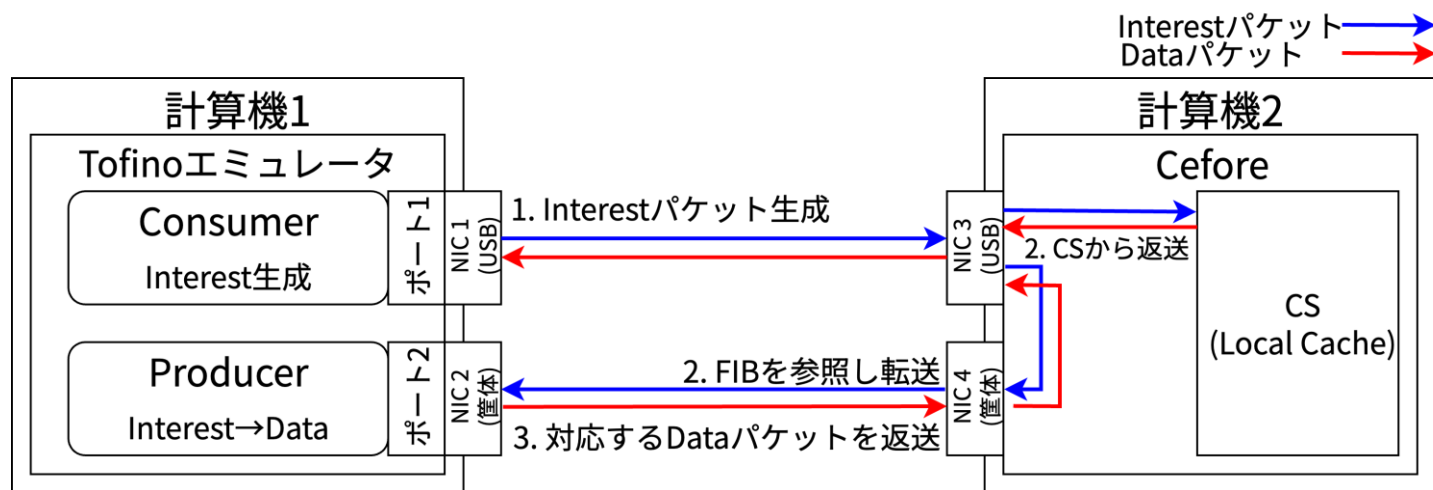 Interestパケット
Dataパケット
計算機1
計算機2
Tofinoエミュレータ
Cefore
Consumer
Interest生成
ポート1
NIC 1
(USB)
1. Interestパケット生成
NIC 3
(USB)
2. CSから返送
CS
(Local Cache)
Producer
Interest→Data
ポート2
NIC 2
(筐体)
2. FIBを参照し転送
3. 対応するDataパケットを返送
NIC 4
(筐体)